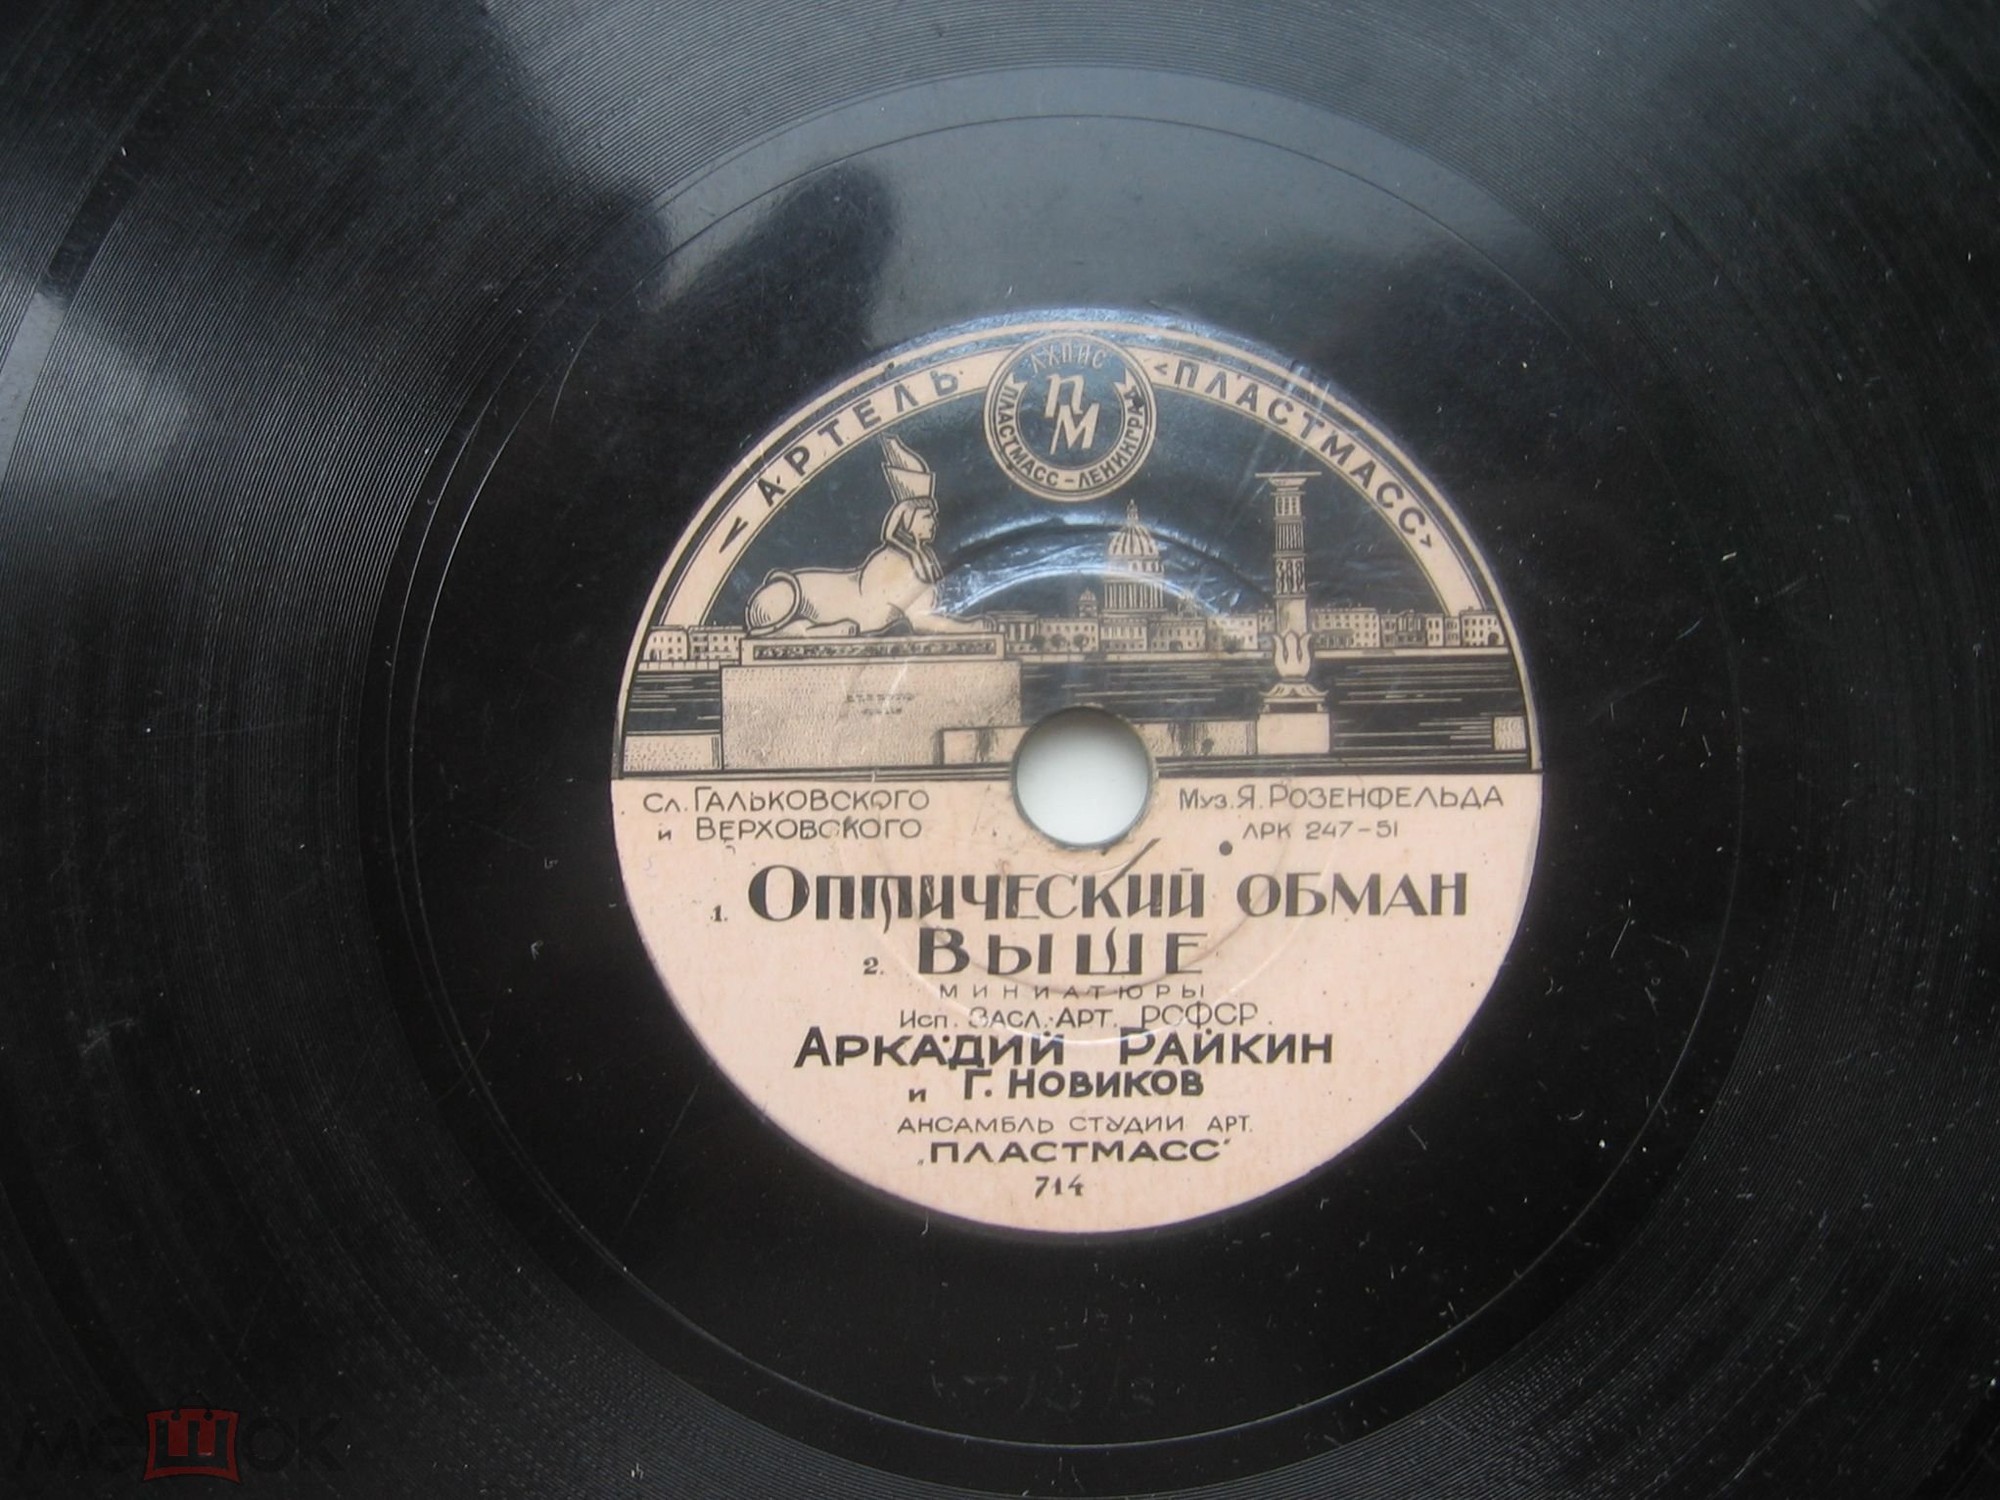 «АРТЕЛЬ «ПЛАСТМАСС»
ЛХПИС
ПМ
ПЛАСТМАСС-ЛЕНИНГРАД
Сл. Гальковского
и Верховского
Муз. Я. Розенфельда
ЛРК 247-51
1. Оптический обман
2. Выше
МИНИАТЮРЫ
Исп. Засл. Арт. РСФСР.
Аркадий Райкин
и Г. Новиков
АНСАМБЛЬ СТУДИИ АРТ.
„ПЛАСТМАСС"
714
мешок